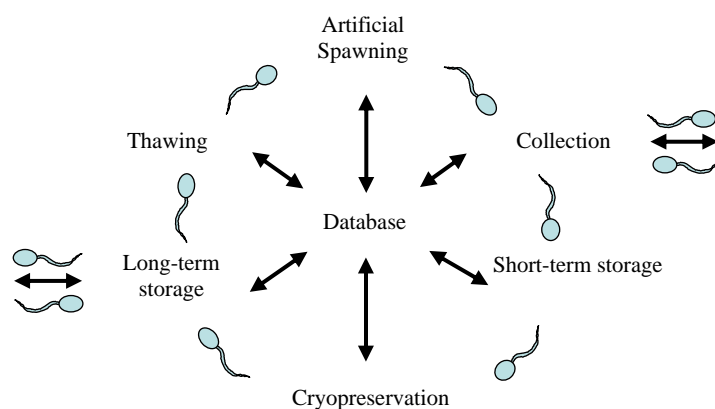 Artificial
Spawning
Thawing
Collection
Database
Long-term
storage
Short-term storage
Cryopreservation